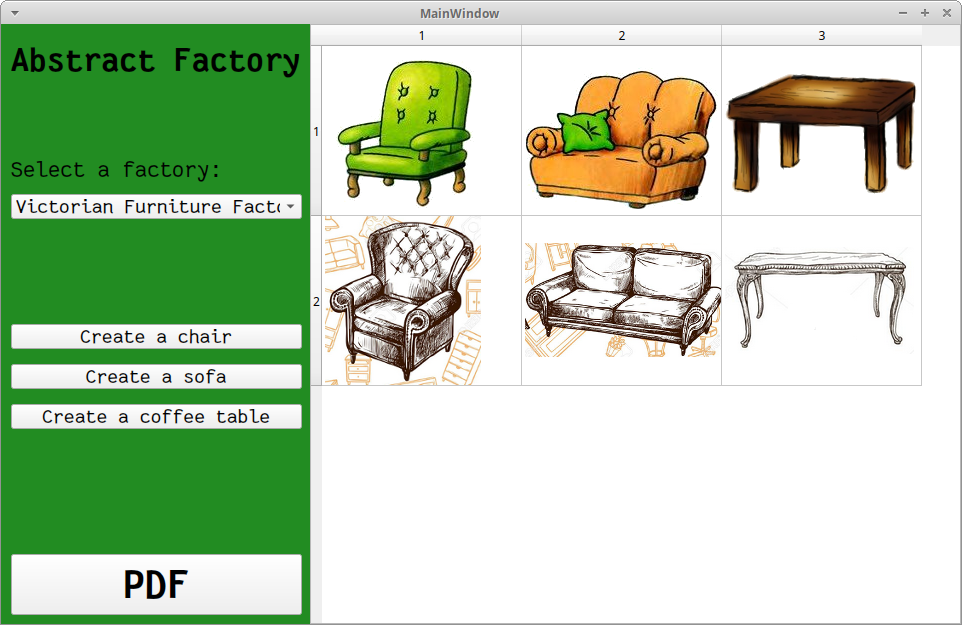 MainWindow
Abstract Factory
Select a factory:
Victorian Furniture Facto
Create a chair
Create a sofa
Create a coffee table
PDF
1 2 3
1
2